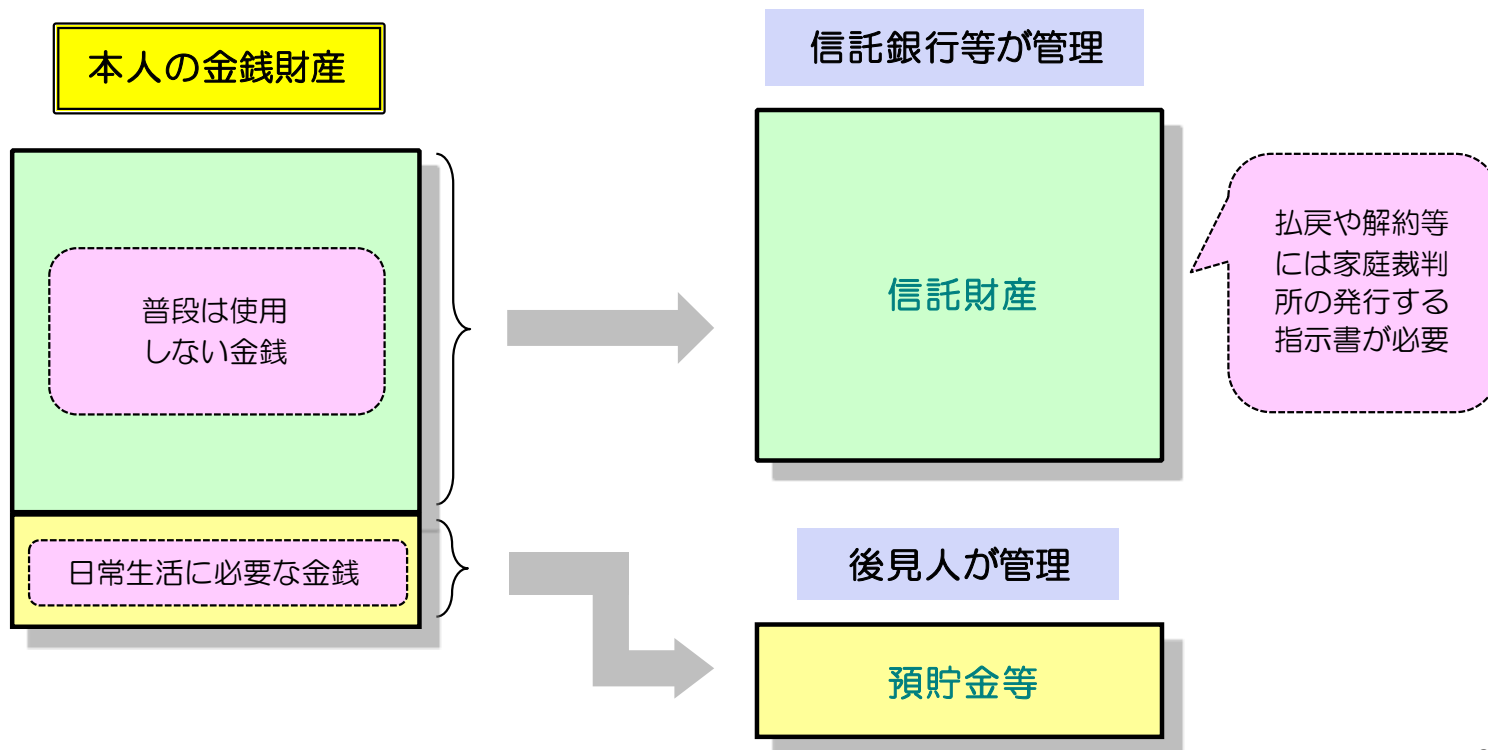 本人の金銭財産
信託銀行等が管理
普段は使用
しない金銭
信託財産
払戻や解約等
には家庭裁判
所の発行する
指示書が必要
日常生活に必要な金銭
後見人が管理
預貯金等